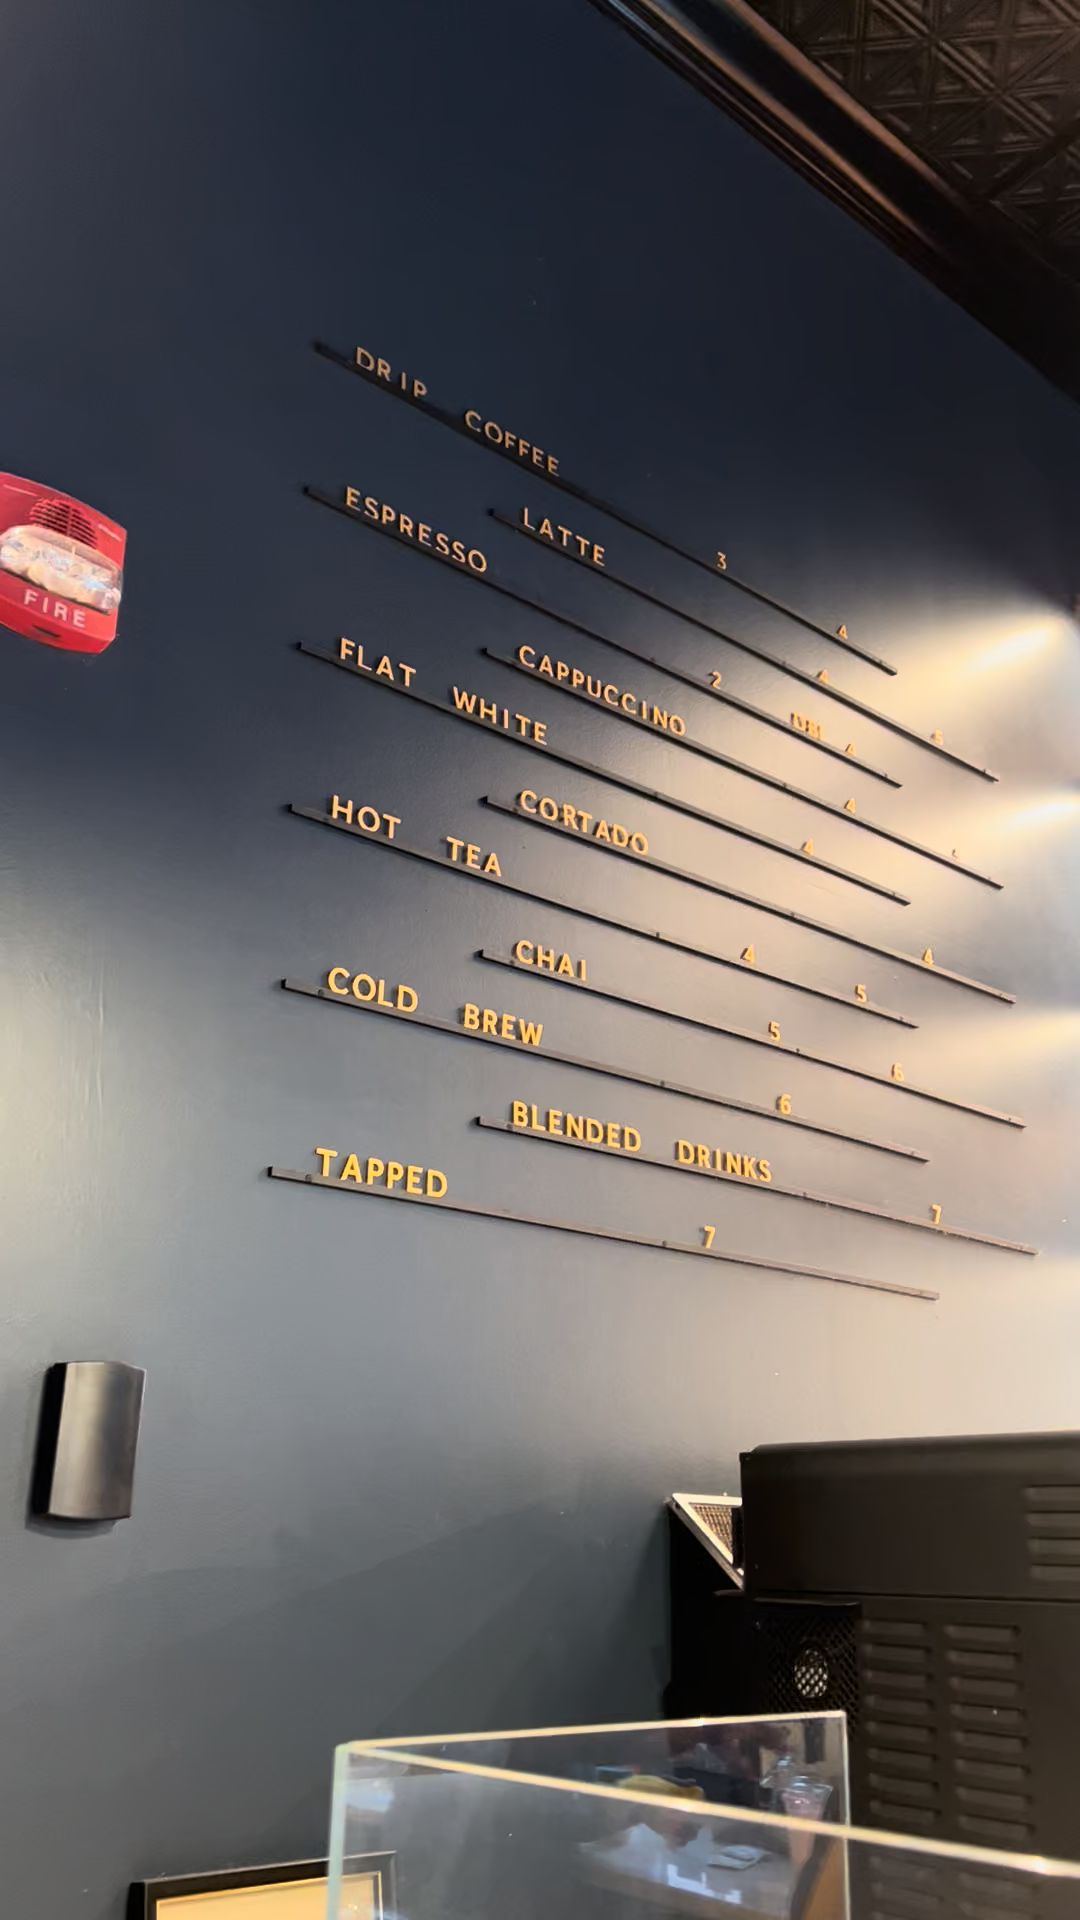 DRIP COFFEE 3 4
LATTE 4 5
ESPRESSO 2 DBL 4
CAPPUCCINO 4
FLAT WHITE 4
CORTADO 4
HOT TEA 4 5
CHAI 5 6
COLD BREW 6
BLENDED DRINKS 7
TAPPED 7
FIRE